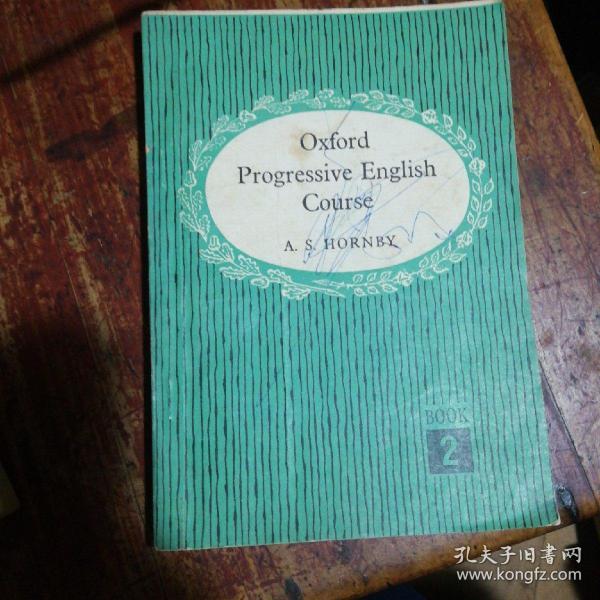 Oxford
Progressive English
Course
A. S. HORNBY
BOOK
2
孔夫子旧书网
www.kongfz.com